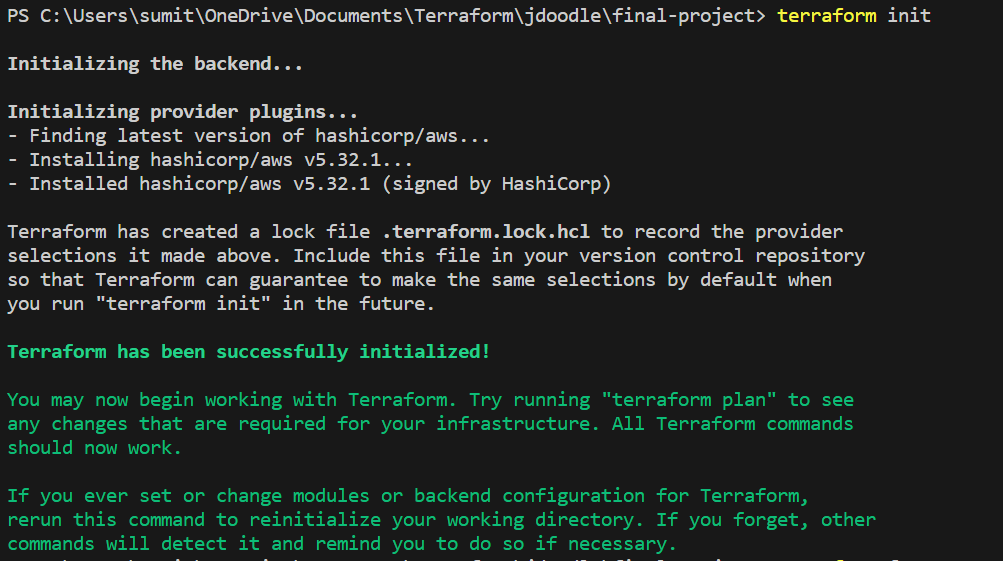 PS C:\Users\sumit\OneDrive\Documents\Terraform\jdoodle\final-project> terraform init
Initializing the backend...
Initializing provider plugins...
- Finding latest version of hashicorp/aws...
- Installing hashicorp/aws v5.32.1...
- Installed hashicorp/aws v5.32.1 (signed by HashiCorp)
Terraform has created a lock file .terraform.lock.hcl to record the provider
selections it made above. Include this file in your version control repository
so that Terraform can guarantee to make the same selections by default when
you run "terraform init" in the future.
Terraform has been successfully initialized!
You may now begin working with Terraform. Try running "terraform plan" to see
any changes that are required for your infrastructure. All Terraform commands
should now work.
If you ever set or change modules or backend configuration for Terraform,
rerun this command to reinitialize your working directory. If you forget, other
commands will detect it and remind you to do so if necessary.